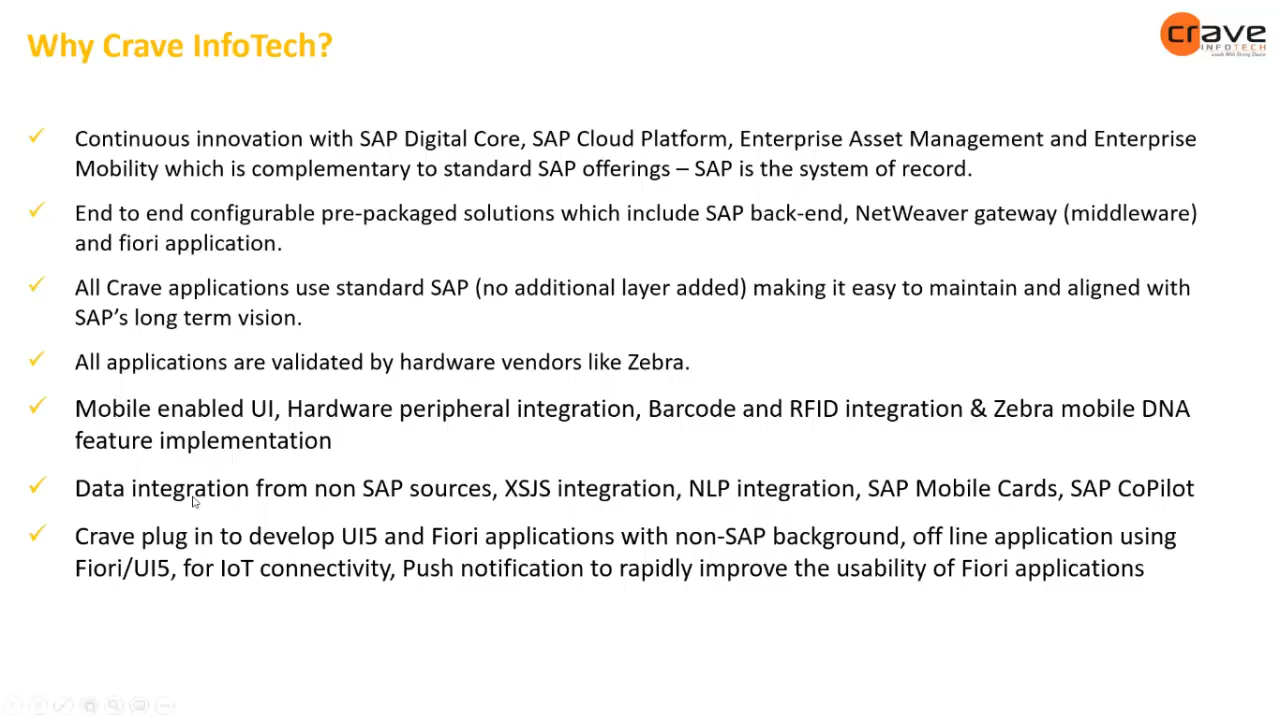 Why Crave InfoTech?
crave
INFOTECH
Continuous innovation with SAP Digital Core, SAP Cloud Platform, Enterprise Asset Management and Enterprise
Mobility which is complementary to standard SAP offerings – SAP is the system of record.
End to end configurable pre-packaged solutions which include SAP back-end, NetWeaver gateway (middleware)
and fiori application.
All Crave applications use standard SAP (no additional layer added) making it easy to maintain and aligned with
SAP’s long term vision.
All applications are validated by hardware vendors like Zebra.
Mobile enabled UI, Hardware peripheral integration, Barcode and RFID integration & Zebra mobile DNA
feature implementation
Data integration from non SAP sources, XSJS integration, NLP integration, SAP Mobile Cards, SAP CoPilot
Crave plug in to develop UI5 and Fiori applications with non-SAP background, off line application using
Fiori/UI5, for IoT connectivity, Push notification to rapidly improve the usability of Fiori applications